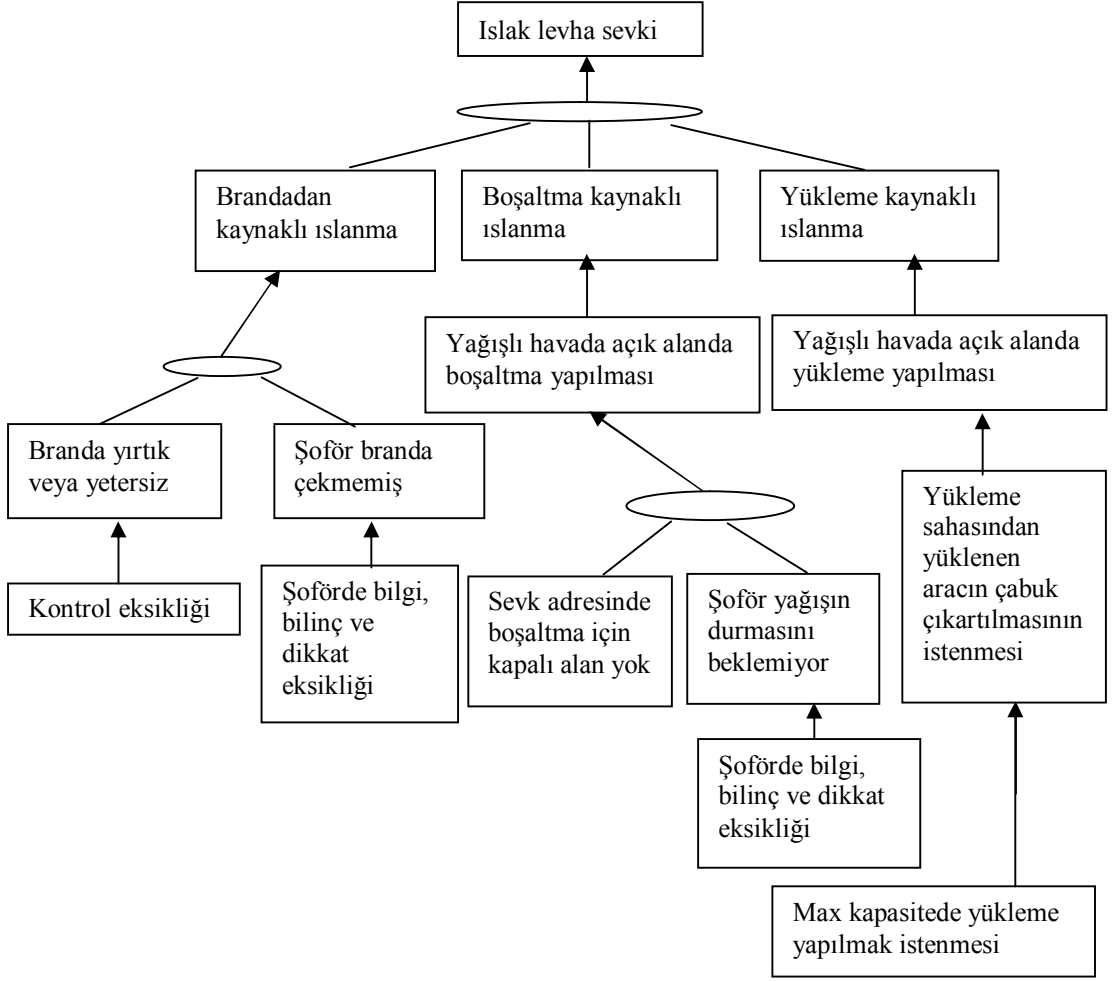 Islak levha sevki
Brandadan
kaynaklı ıslanma
Boşaltma kaynaklı
ıslanma
Yükleme kaynaklı
ıslanma
Yağışlı havada açık alanda
boşaltma yapılması
Yağışlı havada açık alanda
yükleme yapılması
Branda yırtık
veya yetersiz
Şoför branda
çekmemiş
Yükleme
sahasından
yüklenen
aracın çabuk
çıkartılmasının
istenmesi
Kontrol eksikliği
Şoförde bilgi,
bilinç ve
dikkat
eksikliği
Sevk adresinde
boşaltma için
kapalı alan yok
Şoför yağışın
durmasını
beklemiyor
Şoförde bilgi,
bilinç ve dikkat
eksikliği
Max kapasitede yükleme
yapılmak istenmesi